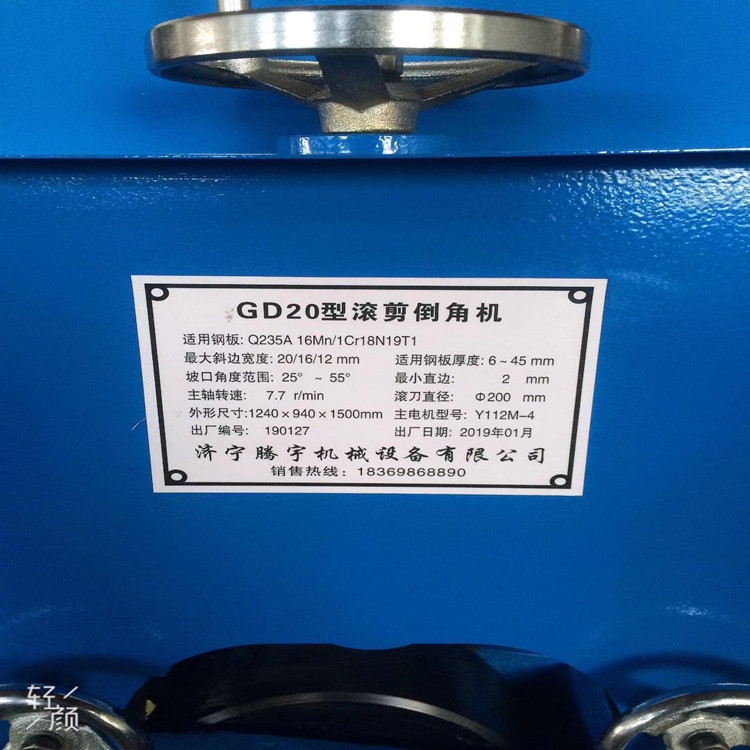 GD20型滚剪倒角机
适用钢板: Q235A 16Mn/1Cr18N19T1
最大斜边宽度: 20/16/12 mm 适用钢板厚度: 6~45 mm
坡口角度范围: 25° ~ 55° 最小直边: 2 mm
主轴转速: 7.7 r/min 滚刀直径: Φ200 mm
外形尺寸:1240×940×1500mm 主电机型号: Y112M-4
出厂编号: 190127 出厂日期: 2019年01月
济宁腾宇机械设备有限公司
销售热线: 18369868890
轻颜